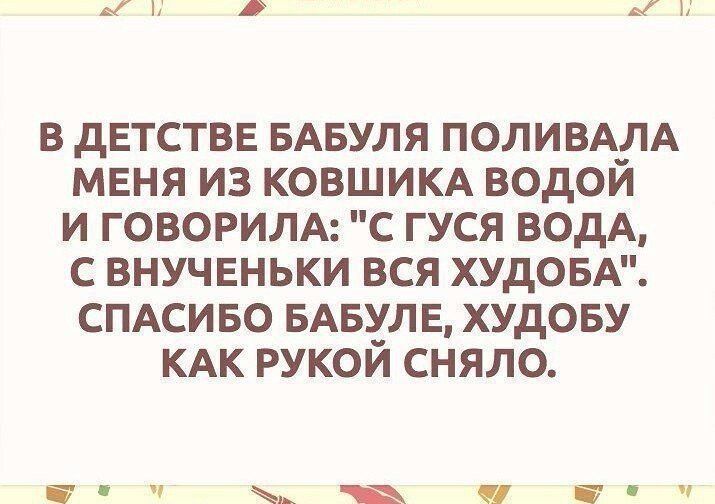 В ДЕТСТВЕ БАБУЛЯ ПОЛИВАЛА
МЕНЯ ИЗ КОВШИКА ВОДОЙ
И ГОВОРИЛА: "С ГУСЯ ВОДА,
С ВНУЧЕНЬКИ ВСЯ ХУДОБА".
СПАСИБО БАБУЛЕ, ХУДОБУ
КАК РУКОЙ СНЯЛО.